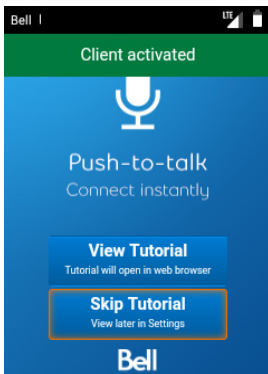 Bell LTE
Client activated
Push-to-talk
Connect instantly
View Tutorial
Tutorial will open in web browser
Skip Tutorial
View later in Settings
Bell